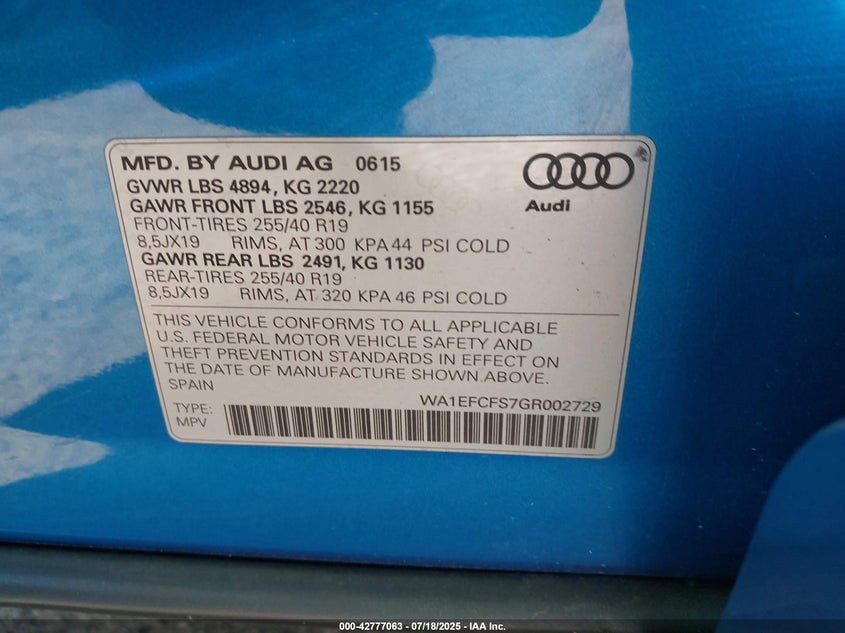 MFD. BY AUDI AG 0615
GVWR LBS 4894, KG 2220
GAWR FRONT LBS 2546, KG 1155
FRONT-TIRES 255/40 R19
8,5JX19 RIMS, AT 300 KPA 44 PSI COLD
GAWR REAR LBS 2491, KG 1130
REAR-TIRES 255/40 R19
8,5JX19 RIMS, AT 320 KPA 46 PSI COLD
Audi
THIS VEHICLE CONFORMS TO ALL APPLICABLE
U.S. FEDERAL MOTOR VEHICLE SAFETY AND
THEFT PREVENTION STANDARDS IN EFFECT ON
THE DATE OF MANUFACTURE SHOWN ABOVE.
SPAIN
WA1EFCFS7GR002729
TYPE:
MPV
000-42777063 - 07/18/2025 - IAA Inc.